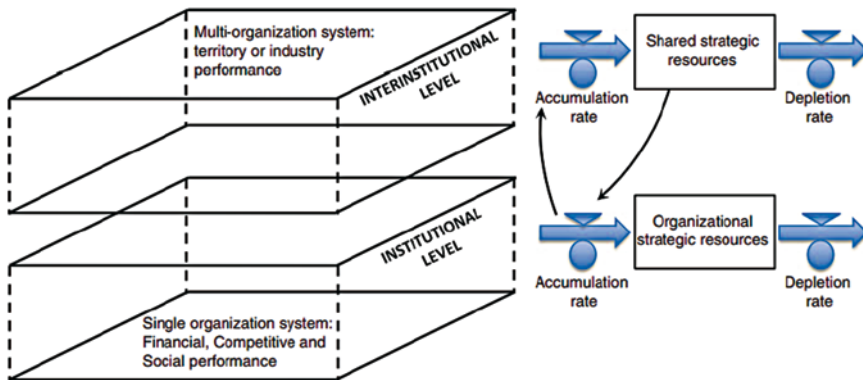 Multi-organization system:
territory or industry
performance
INTERINSTITUTIONAL
LEVEL
Shared strategic
resources
Accumulation
rate
Depletion
rate
INSTITUTIONAL
LEVEL
Organizational
strategic resources
Accumulation
rate
Depletion
rate
Single organization system:
Financial, Competitive and
Social performance